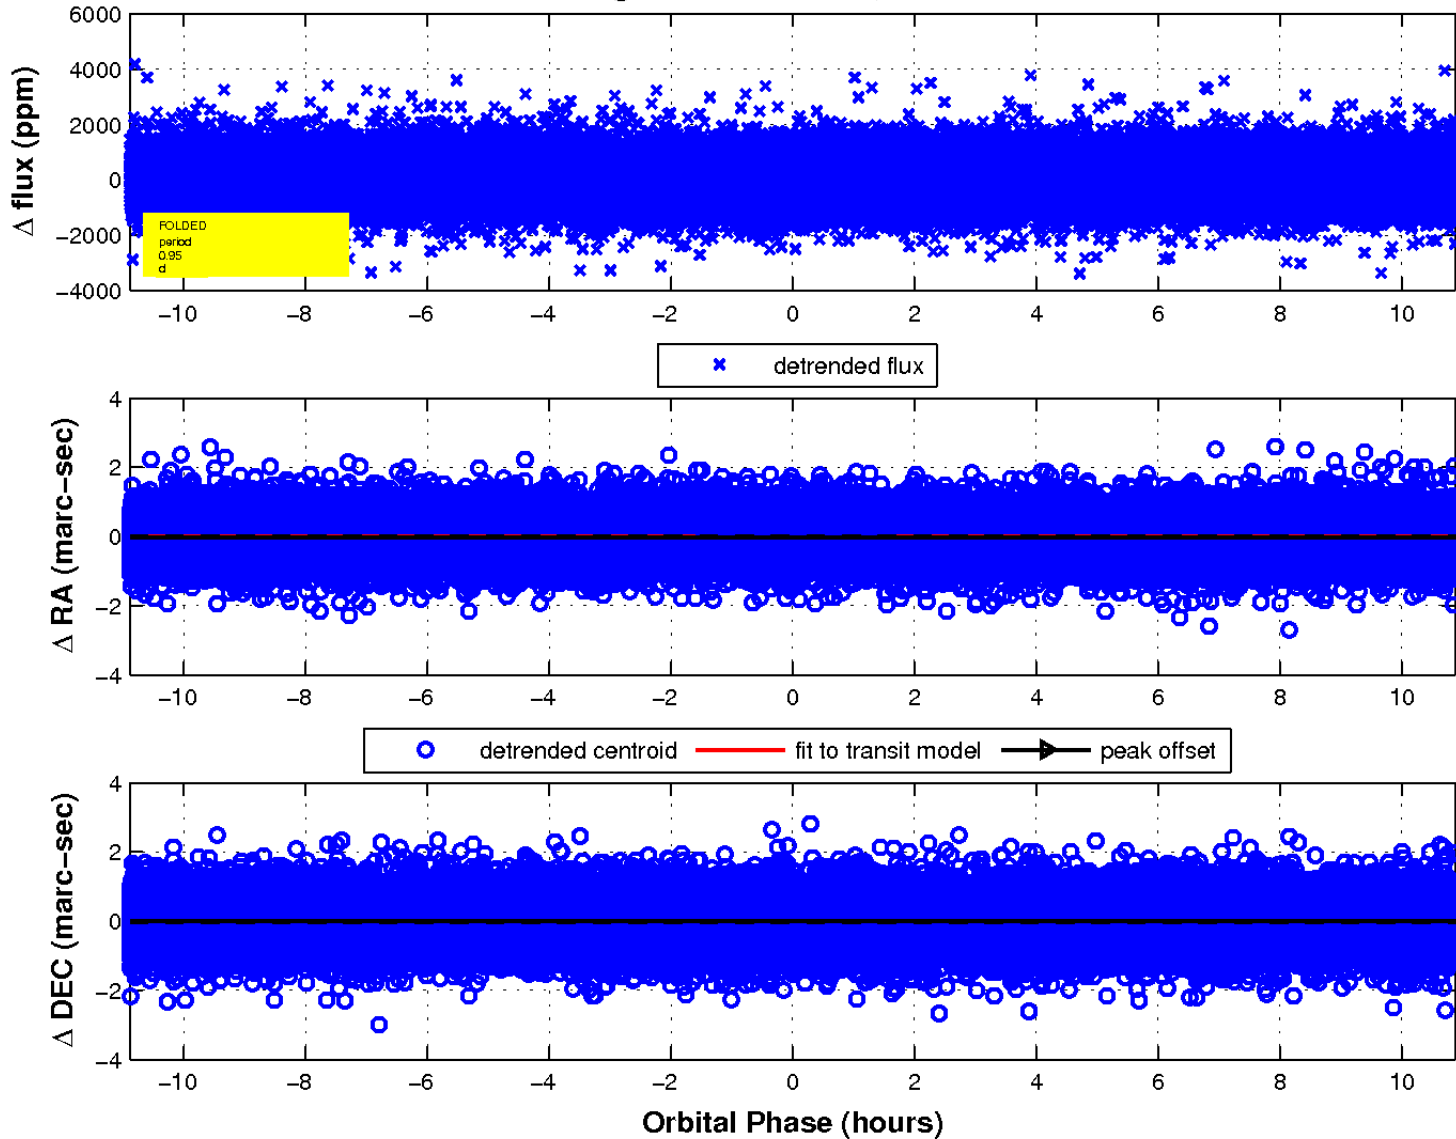 6000
4000
2000
0
−2000
−4000
Δ flux (ppm)
FOLDED
period
0.95
d
−10 −8 −6 −4 −2 0 2 4 6 8 10
detrended flux
4
2
0
−2
−4
Δ RA (marc−sec)
−10 −8 −6 −4 −2 0 2 4 6 8 10
detrended centroid fit to transit model peak offset
4
2
0
−2
−4
Δ DEC (marc−sec)
−10 −8 −6 −4 −2 0 2 4 6 8 10
Orbital Phase (hours)